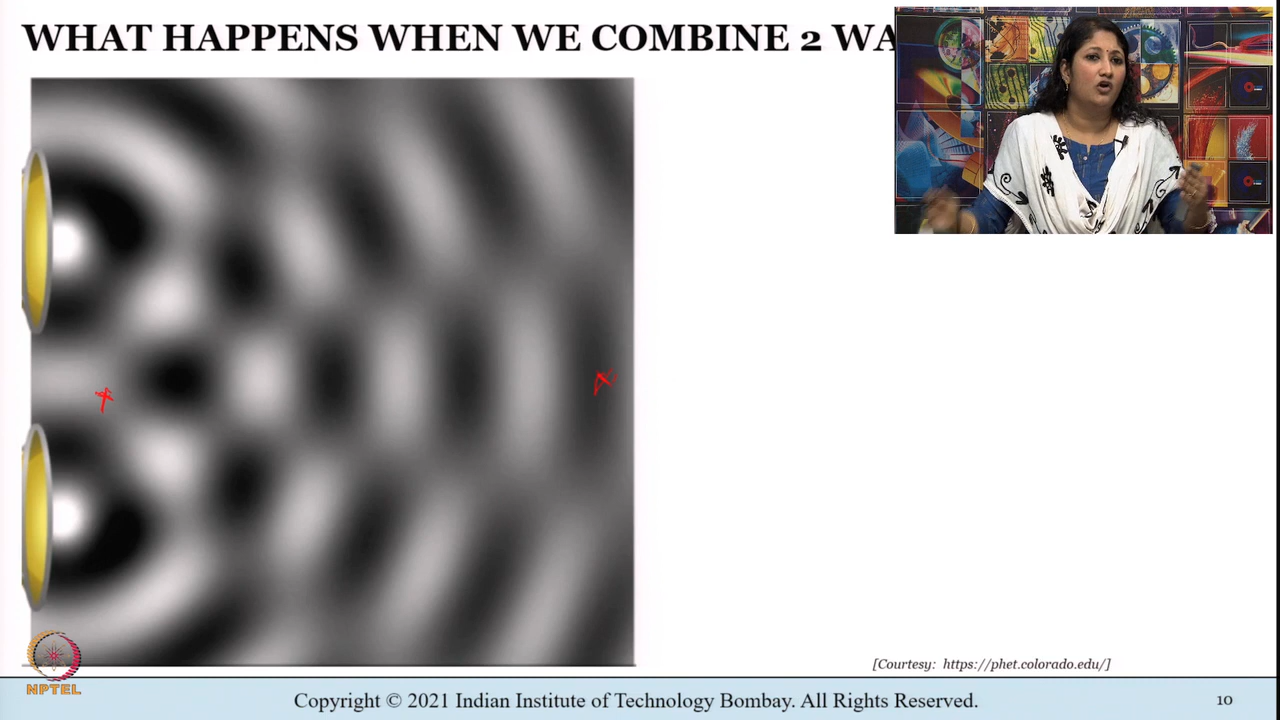 WHAT HAPPENS WHEN WE COMBINE 2 WA
[Courtesy: https://phet.colorado.edu/]
NPTEL
Copyright © 2021 Indian Institute of Technology Bombay. All Rights Reserved.
10